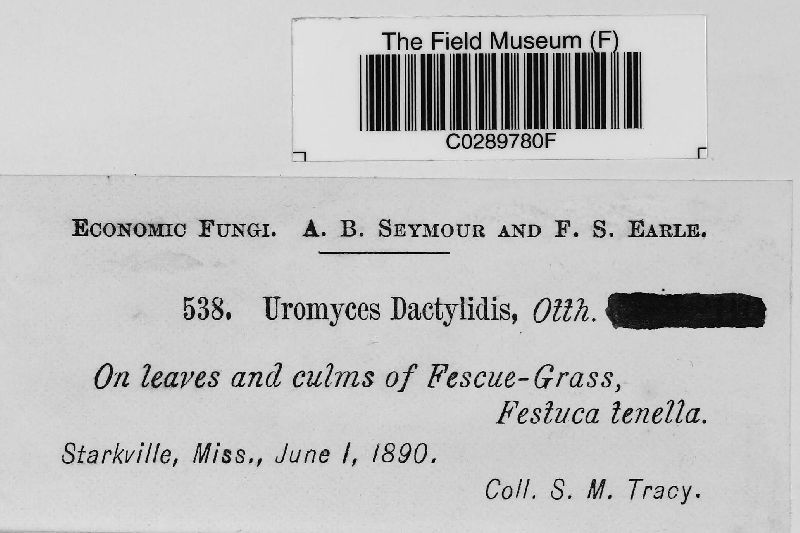 The Field Museum (F)
C0289780F
Economic Fungi. A. B. Seymour and F. S. Earle.
538. Uromyces Dactylidis, Otth.
On leaves and culms of Fescue-Grass,
Festuca tenella.
Starkville, Miss., June 1, 1890.
Coll. S. M. Tracy.